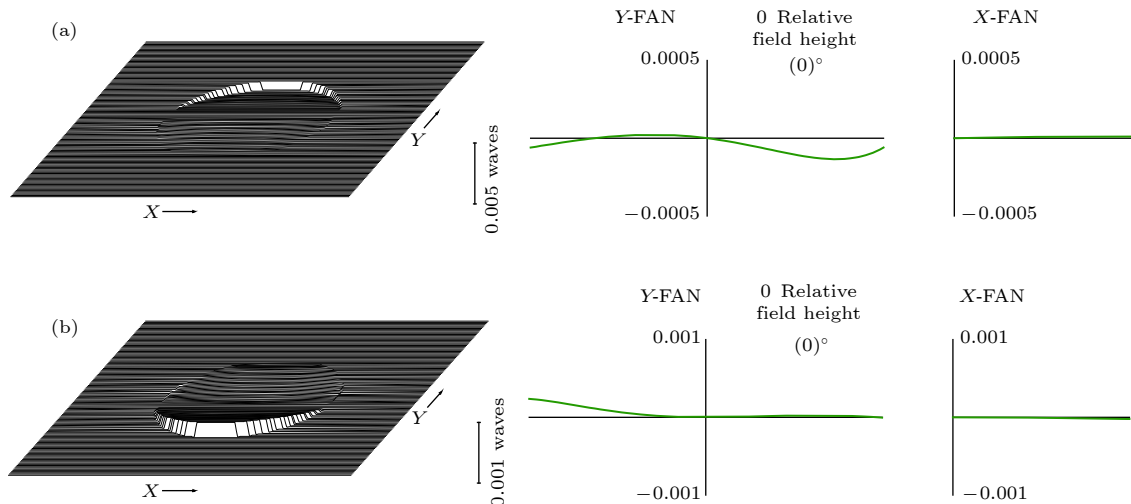 (a)
Y
X
0.005 waves
Y-FAN
0 Relative
field height
(0)°
X-FAN
0.0005
−0.0005
0.0005
−0.0005
(b)
Y
X
0.001 waves
Y-FAN
0 Relative
field height
(0)°
X-FAN
0.001
−0.001
0.001
−0.001